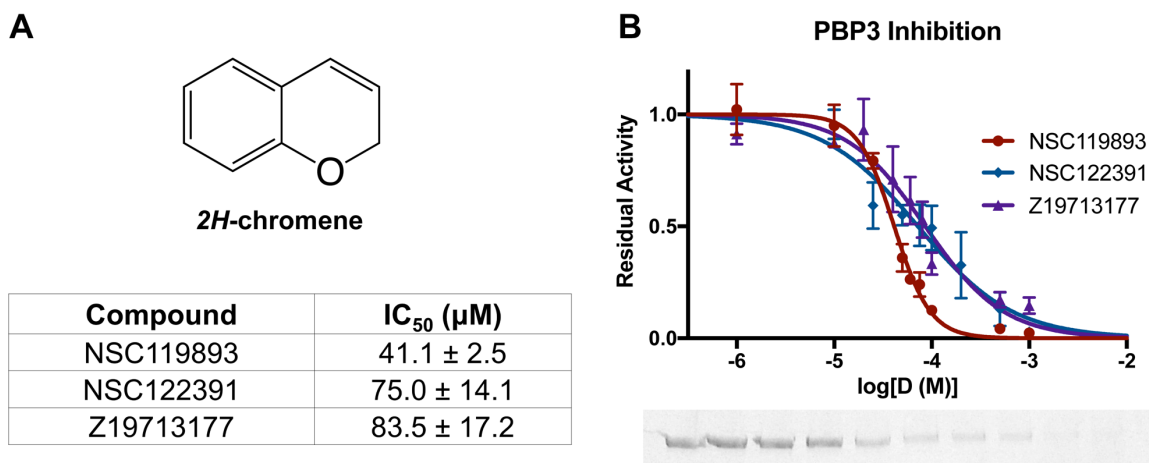 A
O
2H-chromene
Compound IC50 (µM)
NSC119893 41.1 ± 2.5
NSC122391 75.0 ± 14.1
Z19713177 83.5 ± 17.2
B
PBP3 Inhibition
Residual Activity
1.0
0.5
0.0
-6 -5 -4 -3 -2
log[D (M)]
NSC119893
NSC122391
Z19713177